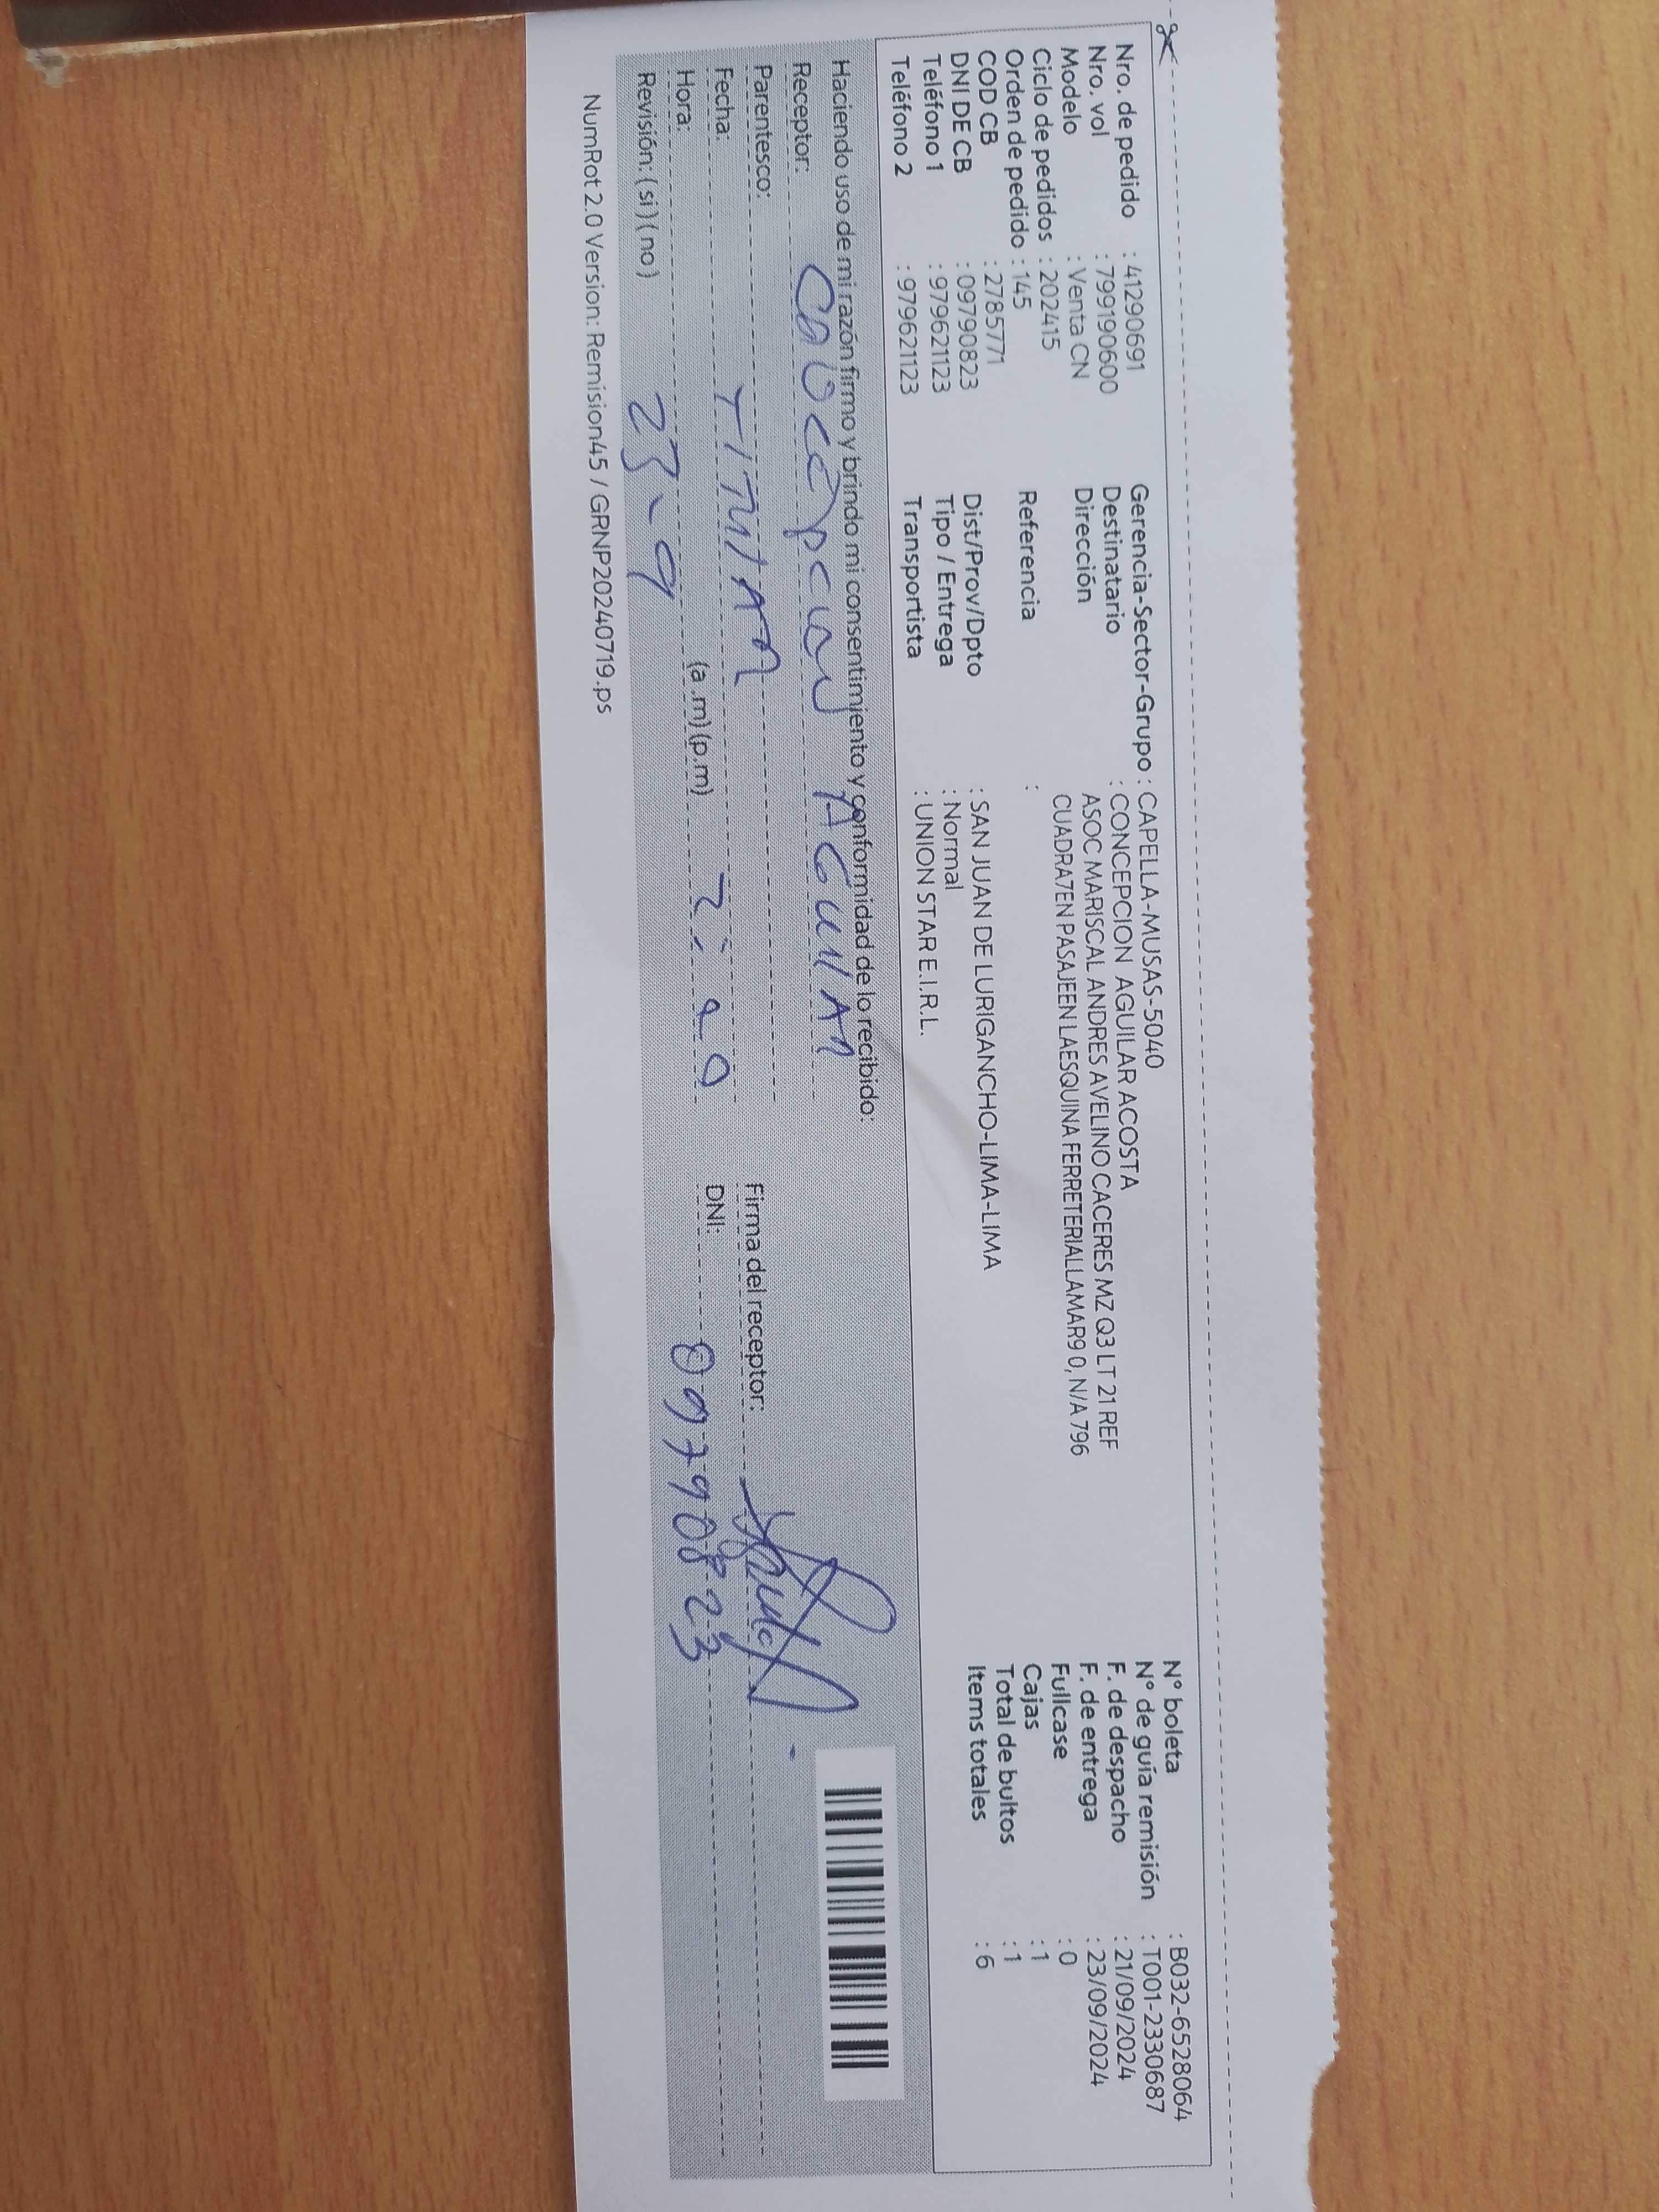 Nro. de pedido : 41290691
Nro. vol : 799190600
Modelo : Venta CN
Ciclo de pedidos : 202415
Orden de pedido : 145
COD CB : 2785771
DNI DE CB : 09790823
Teléfono 1 : 979621123
Teléfono 2 : 979621123
Gerencia-Sector-Grupo : CAPELLA-MUSAS-5040
Destinatario : CONCEPCION AGUILAR ACOSTA
Dirección ASOC MARISCAL ANDRES AVELINO CACERES MZ Q3 LT 21 REF
CUADRA7EN PASAJEEN LAESQUINA FERRETERIALLAMAR9 0, N/A 796
Referencia :
Dist/Prov/Dpto : SAN JUAN DE LURIGANCHO-LIMA-LIMA
Tipo / Entrega : Normal
Transportista : UNION STAR E.I.R.L.
N° boleta : B032-6528064
N° de guía remisión : T001-2330687
F. de despacho : 21/09/2024
F. de entrega : 23/09/2024
Fullcase : 0
Cajas : 1
Total de bultos : 1
Items totales : 6
Haciendo uso de mi razón firmo y brindo mi consentimiento y conformidad de lo recibido:
Receptor: Aguilar
Parentesco: Titular
Fecha: 23-9
Hora: (a.m)(p.m)
Revisión: ( si ) ( no )
Firma del receptor:
DNI: 09790823
NumRot 2.0 Version: Remision45 / GRNP20240719.ps